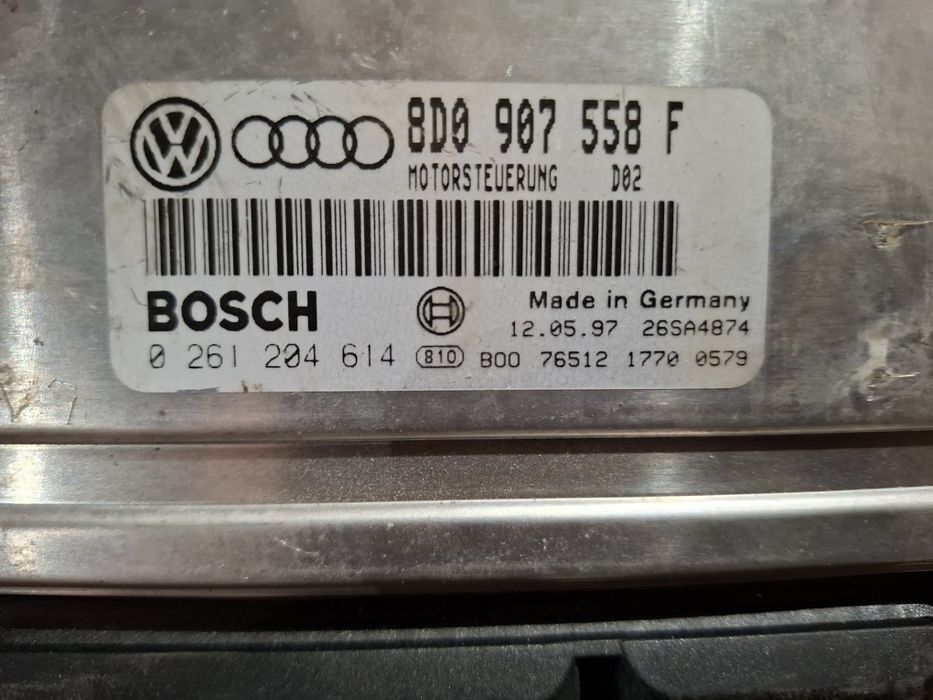 8D0 907 558 F
MOTORSTEUERUNG D02
BOSCH
Made in Germany
12.05.97 26SA4874
0 261 204 614 810 B00 76512 1770 0579